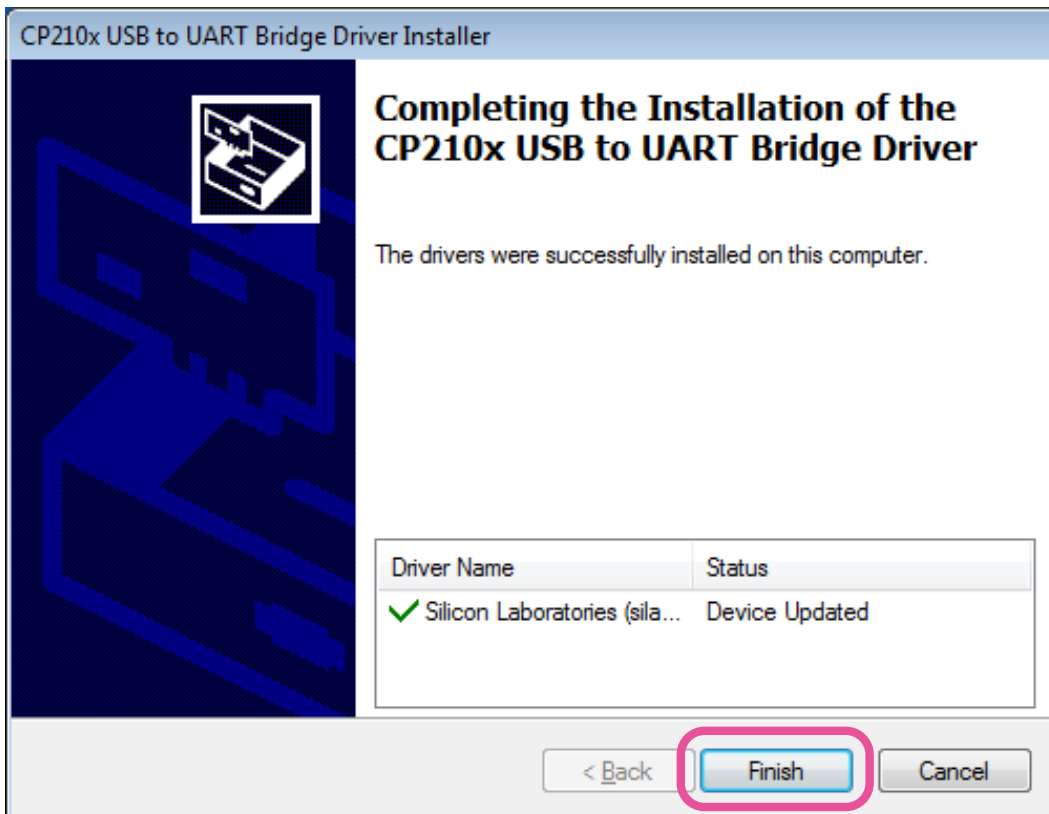 CP210x USB to UART Bridge Driver Installer
Completing the Installation of the
CP210x USB to UART Bridge Driver
The drivers were successfully installed on this computer.
Driver Name Status
Silicon Laboratories (sila... Device Updated
< Back Finish Cancel